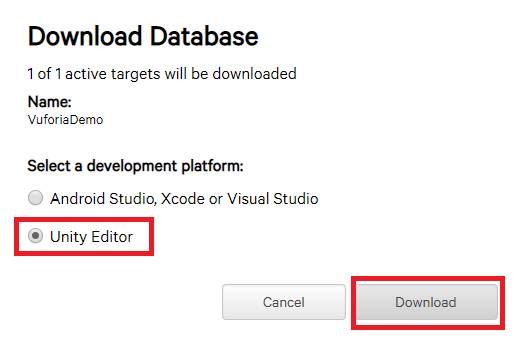 Download Database
1 of 1 active targets will be downloaded
Name:
VuforiaDemo
Select a development platform:
Android Studio, Xcode or Visual Studio
Unity Editor
Cancel
Download